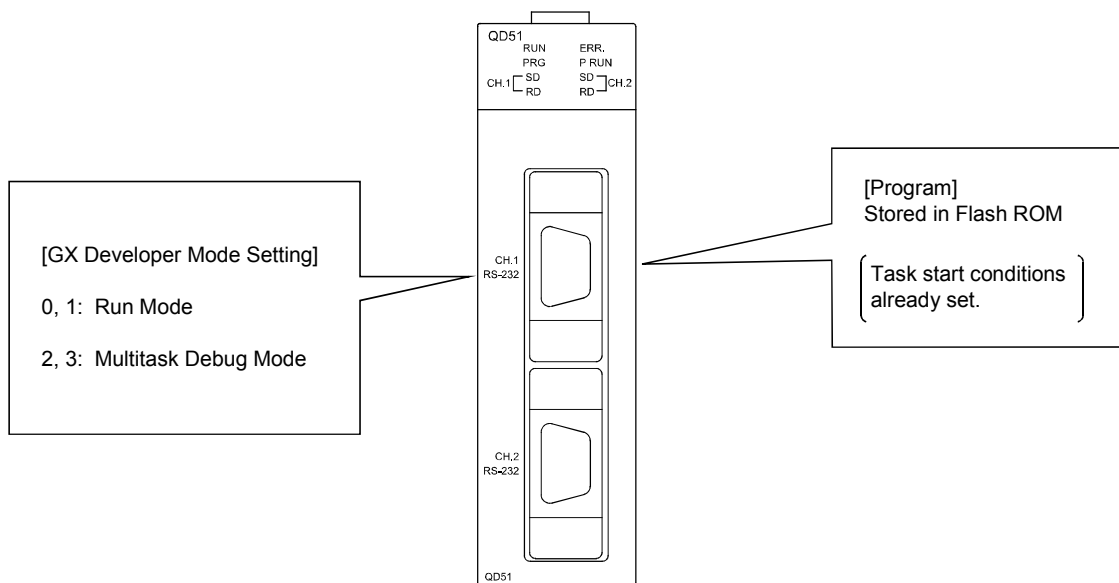 QD51
RUN ERR.
PRG P RUN
CH.1 SD SD CH.2
RD RD
[GX Developer Mode Setting]
0, 1: Run Mode
2, 3: Multitask Debug Mode
CH.1
RS-232
[Program]
Stored in Flash ROM
Task start conditions
already set.
CH.2
RS-232
QD51